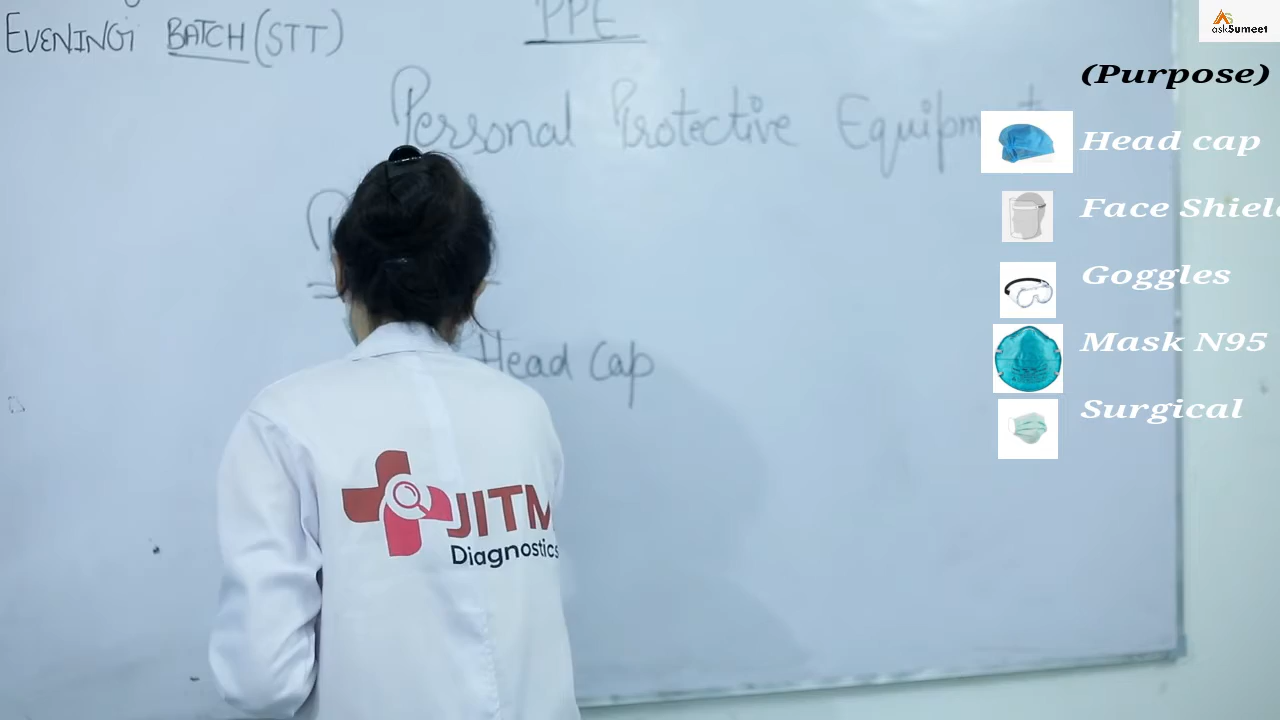 EVENING BATCH (STT)
PPE
Personal Protective Equipm
Head Cap
JITM
Diagnostics
askSumeet
(Purpose)
Head cap
Face Shiel
Goggles
Mask N95
Surgical